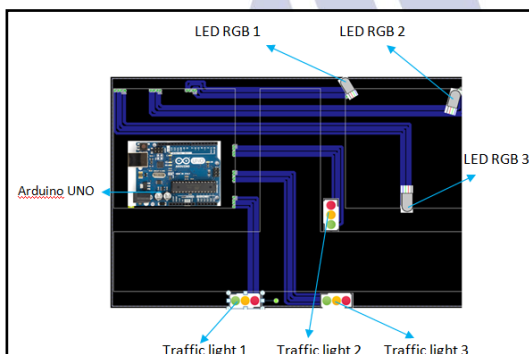 LED RGB 1
LED RGB 2
LED RGB 3
Arduino UNO
Traffic light 1
Traffic light 2
Traffic light 3